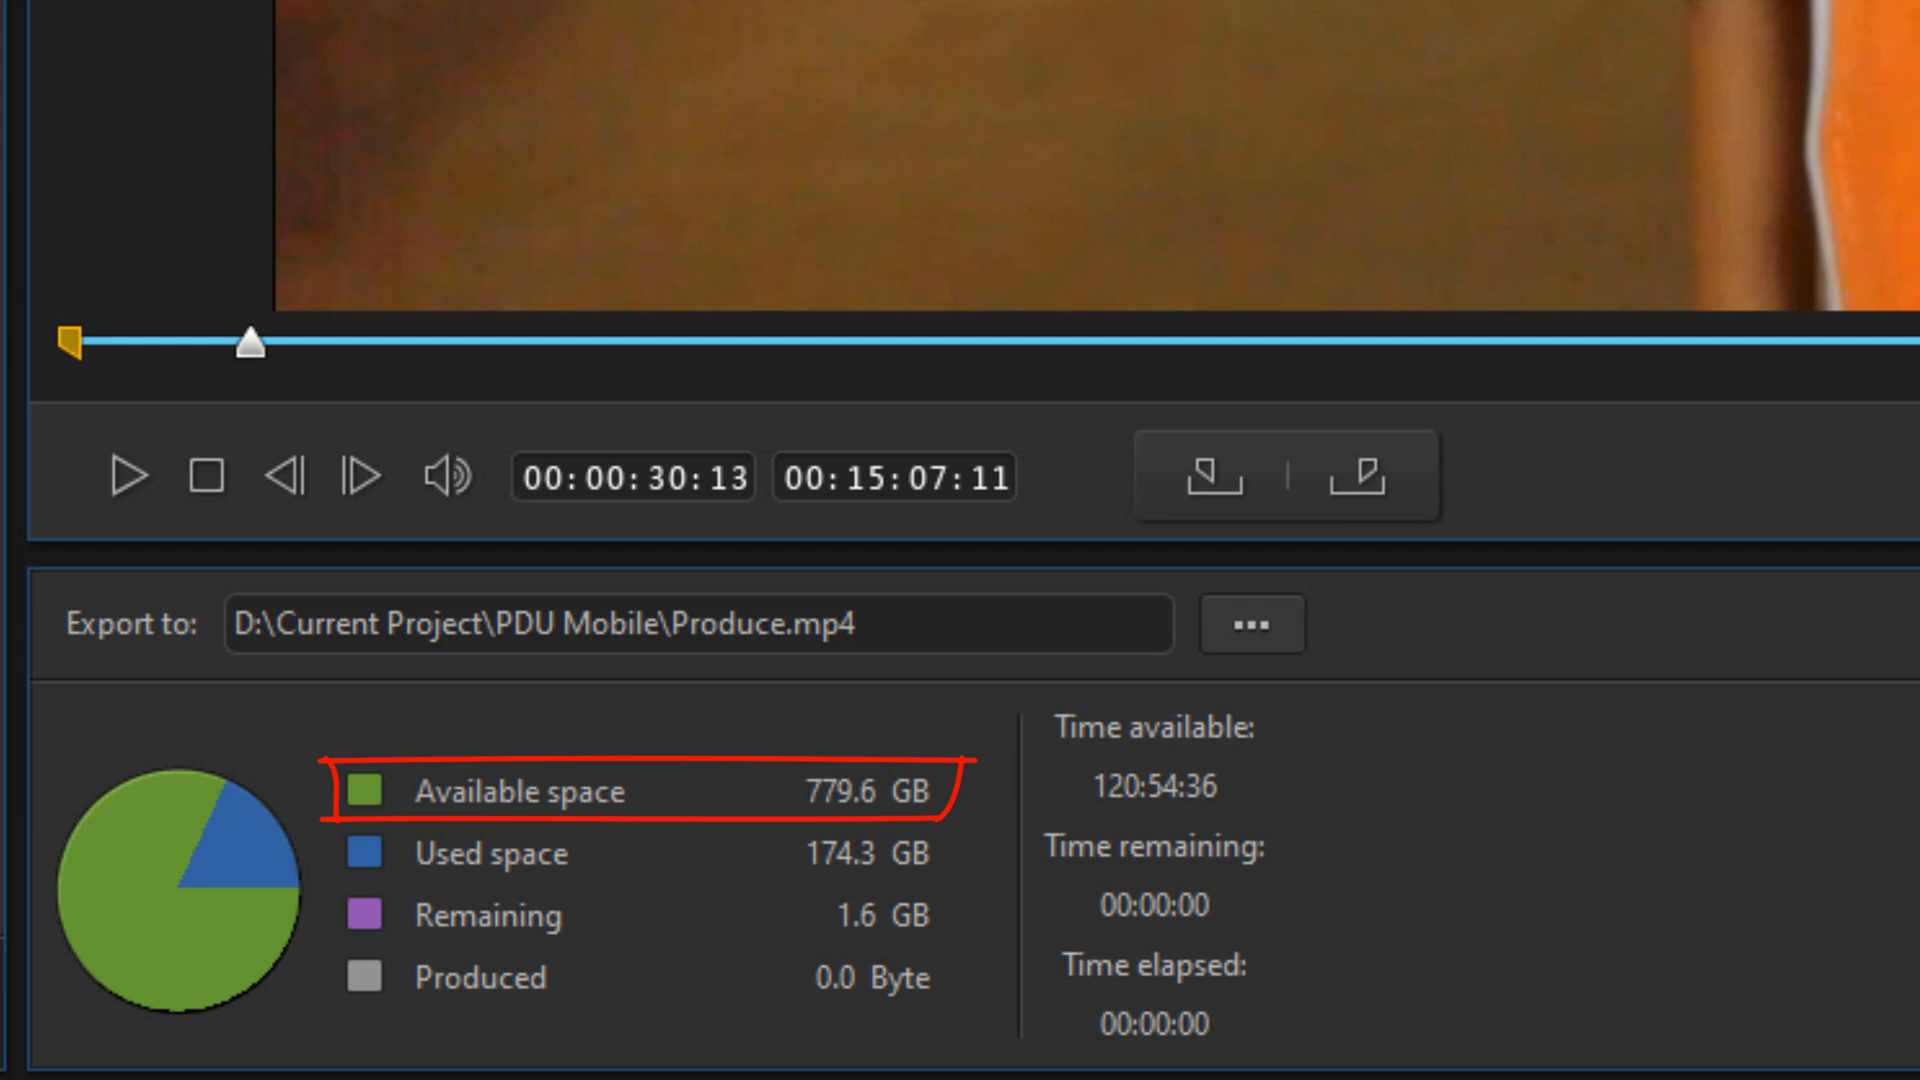 00:00:30:13 00:15:07:11
Export to: D:\Current Project\PDU Mobile\Produce.mp4 ...
Available space 779.6 GB
Used space 174.3 GB
Remaining 1.6 GB
Produced 0.0 Byte
Time available:
120:54:36
Time remaining:
00:00:00
Time elapsed:
00:00:00